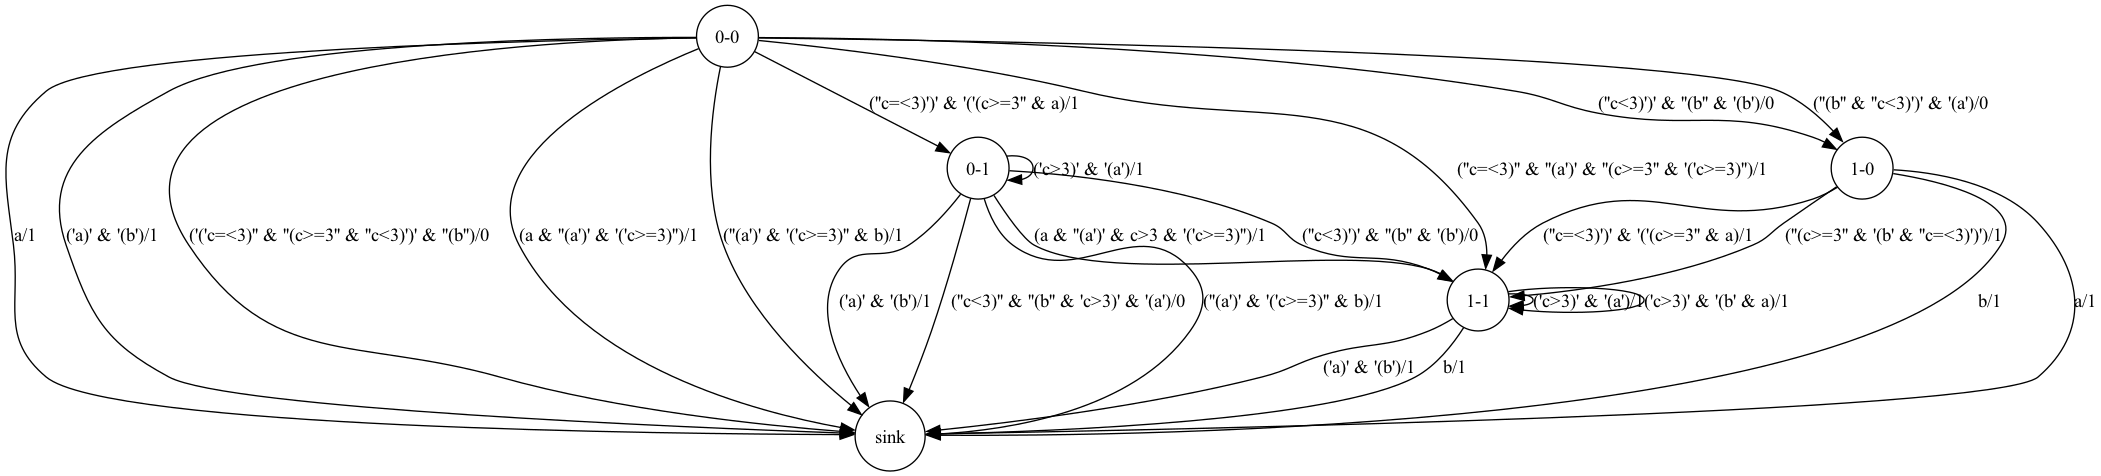 0-0
("c=<3)')' & '('(c>=3" & a)/1
("c<3)')' & "(b" & '(b')/0
("(b" & "c<3)')' & '(a')/0
0-1
('c>3)' & '(a')/1
("c=<3)" & "(a')' & "(c>=3" & '('c>=3)")/1
1-0
a/1
('a)' & '(b')/1
('('c=<3)" & "(c>=3" & "c<3)')' & "(b")/0
(a & "(a')' & '('c>=3)")/1
("(a')' & '('c>=3)" & b)/1
(a & "(a')' & c>3 & '('c>=3)")/1
("c<3)')' & "(b" & '(b')/0
("c=<3)')' & '('(c>=3" & a)/1
("(c>=3" & '(b' & "c=<3)')')/1
('a)' & '(b')/1
("c<3)" & "(b" & 'c>3)' & '(a')/0
("(a')' & '('c>=3)" & b)/1
1-1
('c>3)' & '(a')/1
('c>3)' & '(b' & a)/1
b/1
a/1
('a)' & '(b')/1
b/1
sink